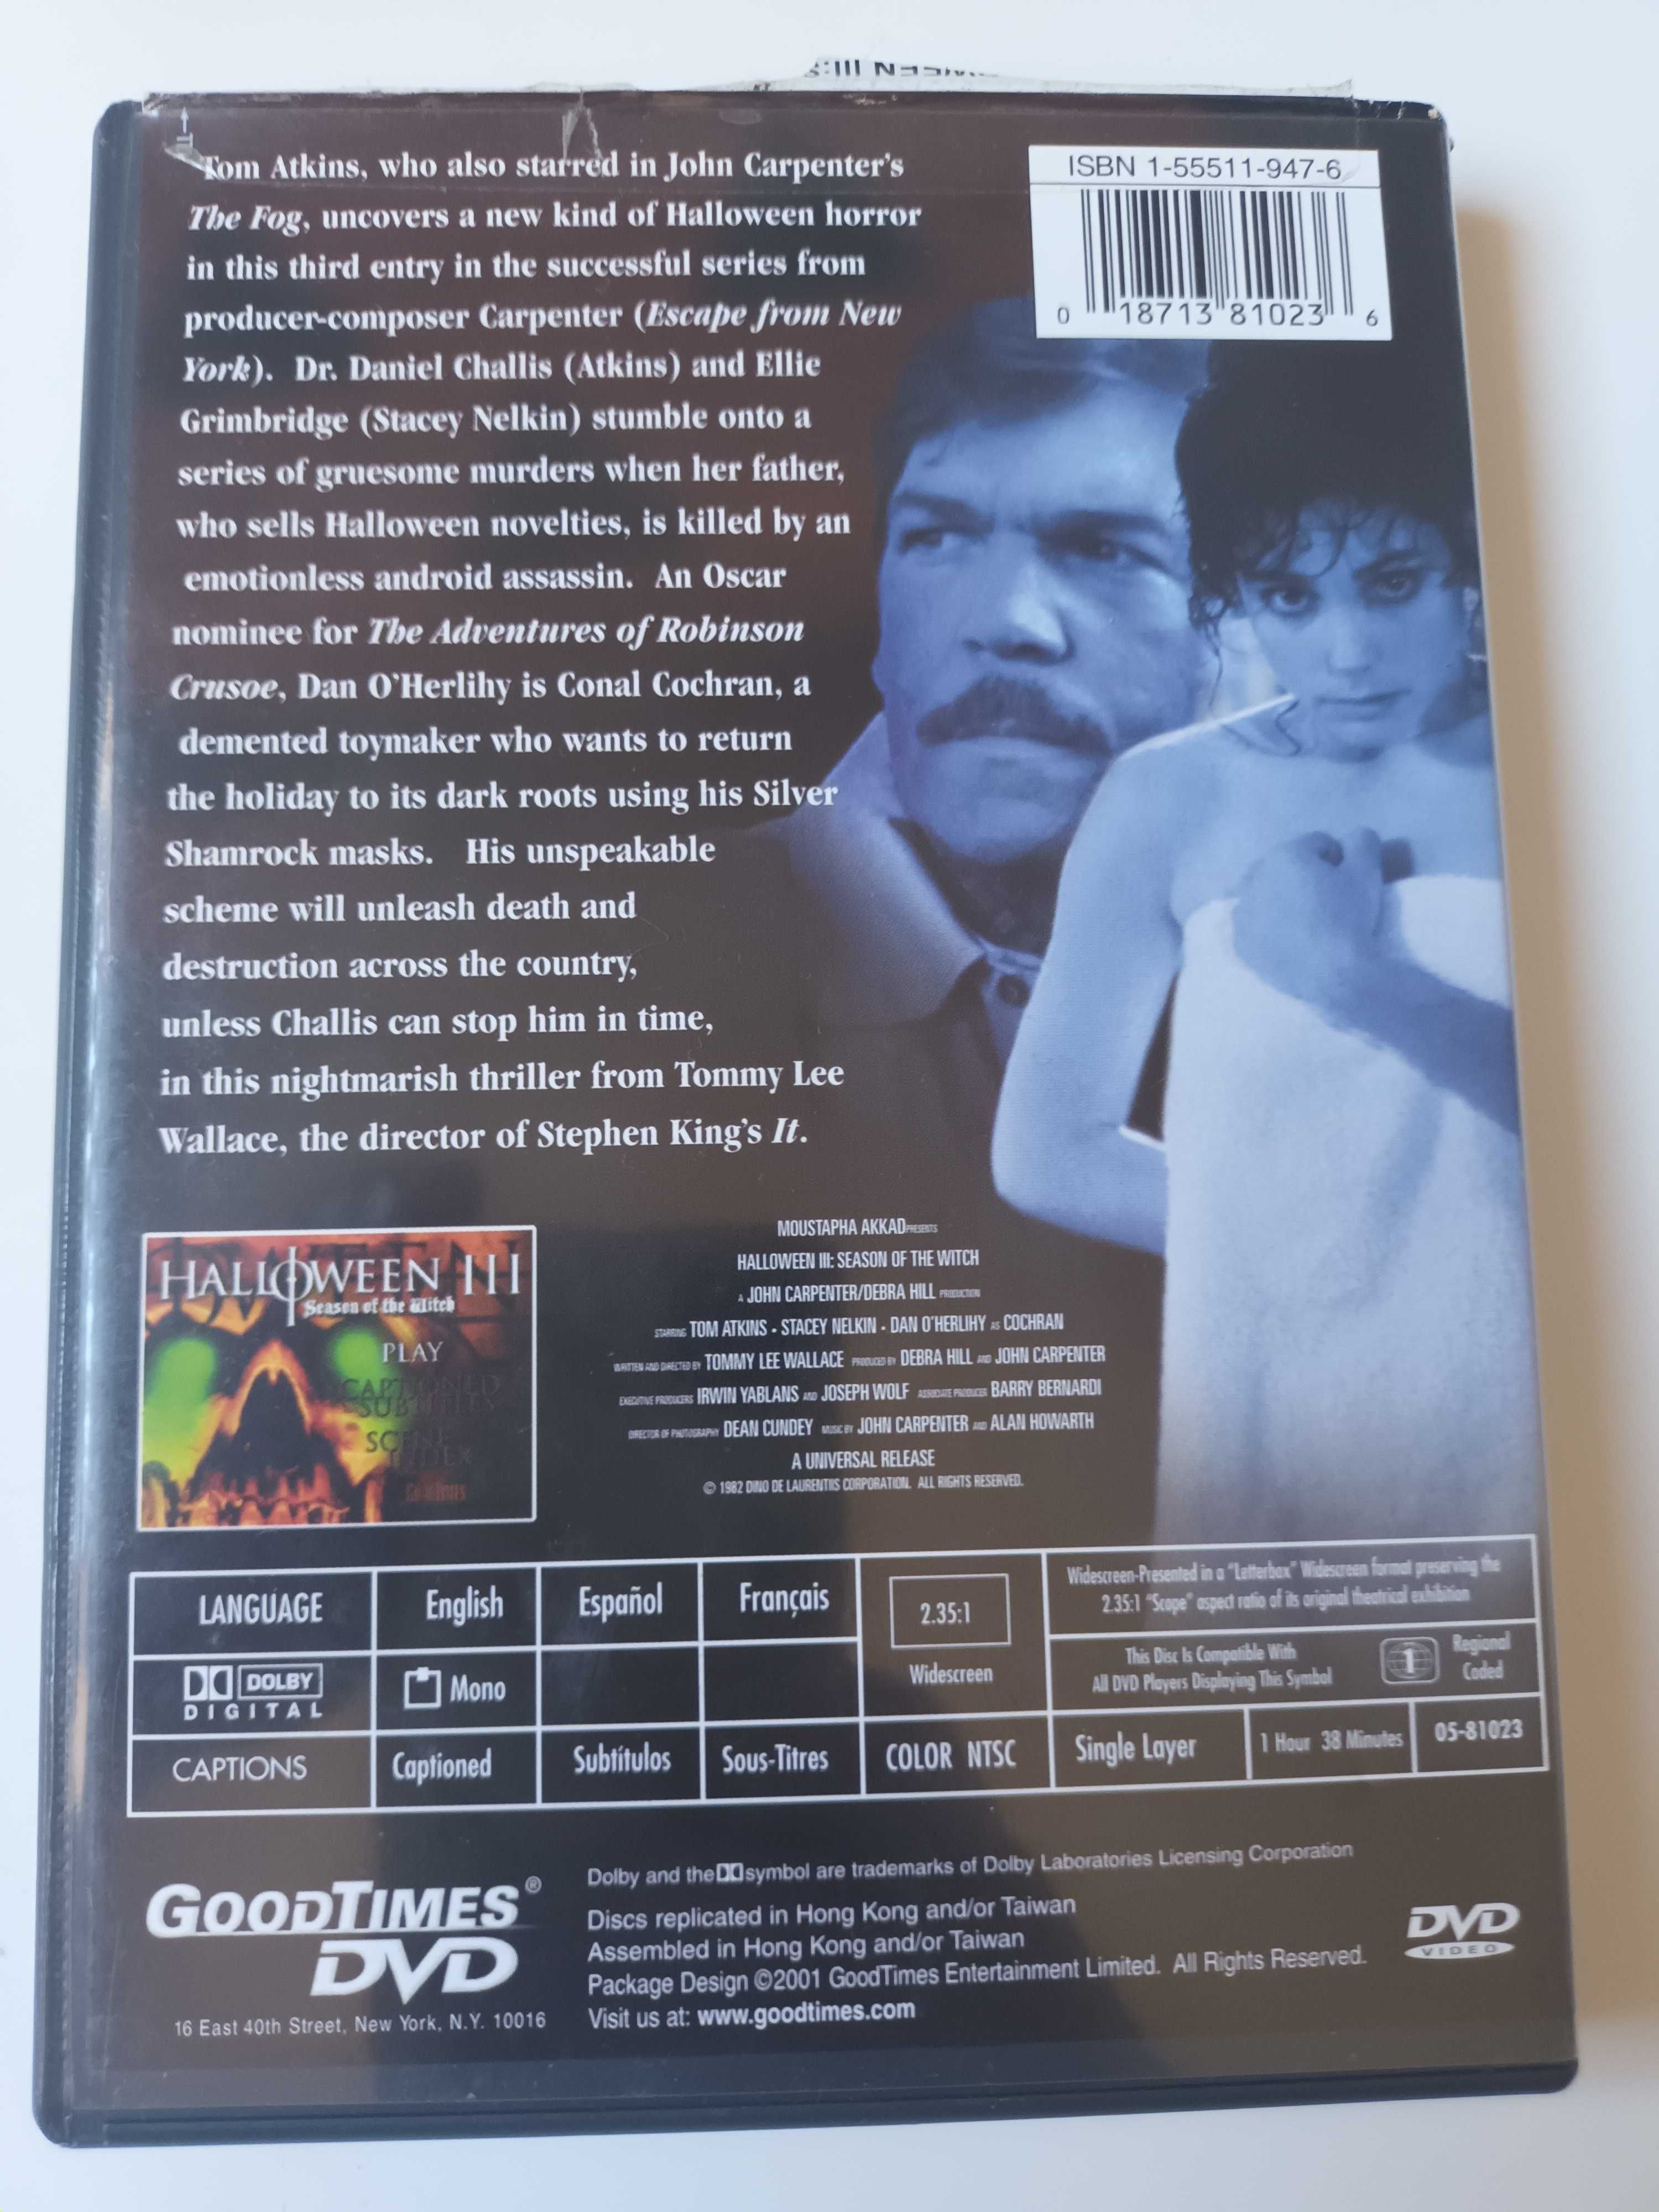 Tom Atkins, who also starred in John Carpenter's
The Fog, uncovers a new kind of Halloween horror
in this third entry in the successful series from
producer-composer Carpenter (Escape from New
York). Dr. Daniel Challis (Atkins) and Ellie
Grimbridge (Stacey Nelkin) stumble onto a
series of gruesome murders when her father,
who sells Halloween novelties, is killed by an
emotionless android assassin. An Oscar
nominee for The Adventures of Robinson
Crusoe, Dan O'Herlihy is Conal Cochran, a
demented toymaker who wants to return
the holiday to its dark roots using his Silver
Shamrock masks. His unspeakable
scheme will unleash death and
destruction across the country,
unless Challis can stop him in time,
in this nightmarish thriller from Tommy Lee
Wallace, the director of Stephen King's It.
ISBN 1-55511-947-6
0 18713 81023 6
HALLOWEEN III
Season of the Witch
PLAY
CAPTIONED
SUBTITLES
SCENE
INDEX
MOUSTAPHA AKKAD PRESENTS
HALLOWEEN III: SEASON OF THE WITCH
A JOHN CARPENTER/DEBRA HILL PRODUCTION
STARRING TOM ATKINS • STACEY NELKIN • DAN O'HERLIHY AS COCHRAN
WRITTEN AND DIRECTED BY TOMMY LEE WALLACE PRODUCED BY DEBRA HILL AND JOHN CARPENTER
EXECUTIVE PRODUCERS IRWIN YABLANS AND JOSEPH WOLF ASSOCIATE PRODUCER BARRY BERNARDI
DIRECTOR OF PHOTOGRAPHY DEAN CUNDEY MUSIC BY JOHN CARPENTER AND ALAN HOWARTH
A UNIVERSAL RELEASE
© 1982 DINO DE LAURENTIIS CORPORATION. ALL RIGHTS RESERVED.
LANGUAGE English Español Français
DOLBY
DIGITAL
Mono
CAPTIONS Captioned Subtítulos Sous-Titres
2.35:1
Widescreen
COLOR NTSC
Widescreen-Presented in a "Letterbox" Widescreen format preserving the
2.35:1 "Scope" aspect ratio of its original theatrical exhibition
This Disc Is Compatible With
All DVD Players Displaying This Symbol
1
Regional
Coded
Single Layer 1 Hour 38 Minutes 05-81023
GOODTIMES®
DVD
16 East 40th Street, New York, N.Y. 10016
Dolby and the symbol are trademarks of Dolby Laboratories Licensing Corporation
Discs replicated in Hong Kong and/or Taiwan
Assembled in Hong Kong and/or Taiwan
Package Design ©2001 GoodTimes Entertainment Limited. All Rights Reserved.
Visit us at: www.goodtimes.com
DVD
VIDEO